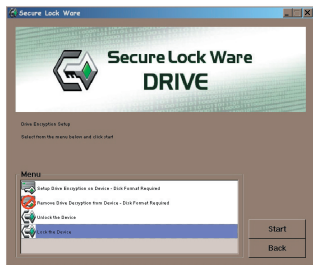 Secure Lock Ware
Secure Lock Ware
DRIVE
Drive Encryption Setup.
Select from the menu below and click start.
Menu
Setup Drive Encryption on Device - Disk Format Required
Remove Drive Decryption from Device - Disk Format Required
Unlock the Device
Lock the Device
Start
Back